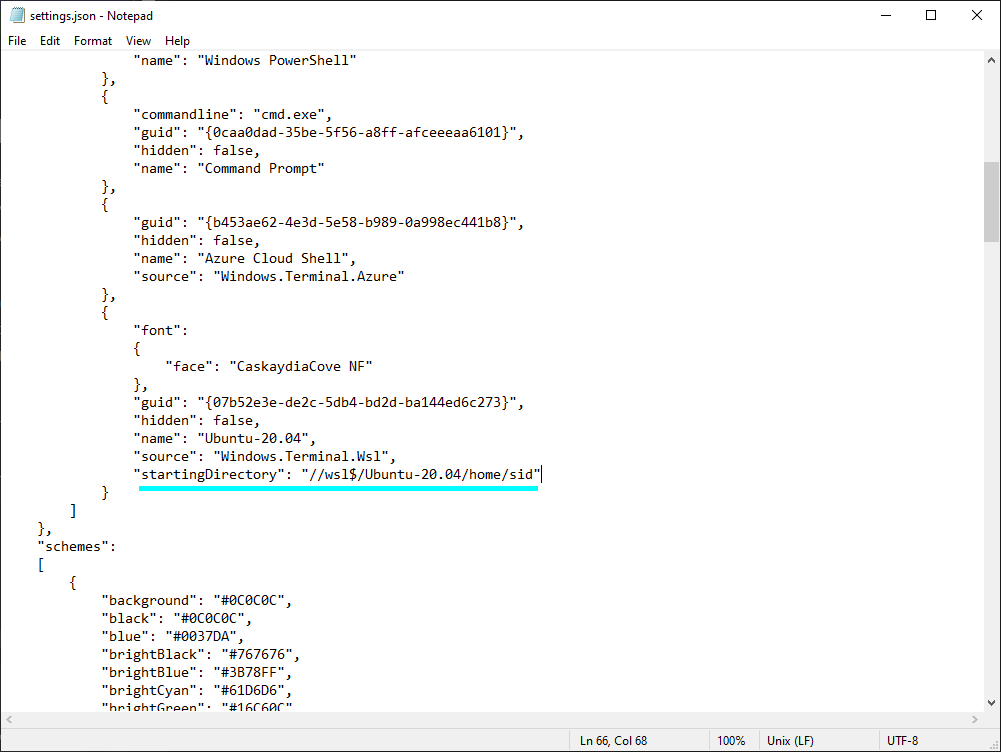 settings.json - Notepad
File Edit Format View Help
"name": "Windows PowerShell"
},
{
"commandline": "cmd.exe",
"guid": "{0caa0dad-35be-5f56-a8ff-afceeeaa6101}",
"hidden": false,
"name": "Command Prompt"
},
{
"guid": "{b453ae62-4e3d-5e58-b989-0a998ec441b8}",
"hidden": false,
"name": "Azure Cloud Shell",
"source": "Windows.Terminal.Azure"
},
{
"font":
{
"face": "CaskaydiaCove NF"
},
"guid": "{07b52e3e-de2c-5db4-bd2d-ba144ed6c273}",
"hidden": false,
"name": "Ubuntu-20.04",
"source": "Windows.Terminal.Wsl",
"startingDirectory": "//wsl$/Ubuntu-20.04/home/sid"
}
]
},
"schemes":
[
{
"background": "#0C0C0C",
"black": "#0C0C0C",
"blue": "#0037DA",
"brightBlack": "#767676",
"brightBlue": "#3B78FF",
"brightCyan": "#61D6D6",
"brightGreen": "#16C60C"
Ln 66, Col 68 100% Unix (LF) UTF-8